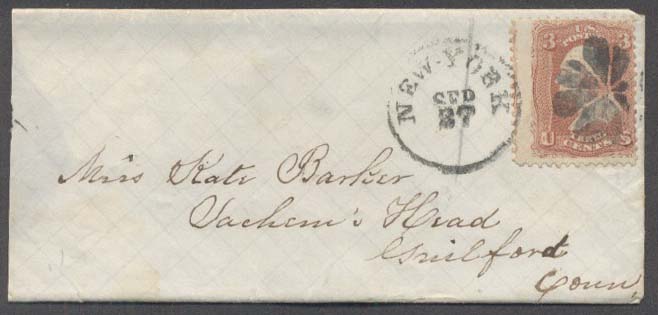 NEW-YORK
SEP
27
3 U.S. POSTAGE 3
U THREE S
CENTS
Miss Kate Barker
Sachem's Head
Guilford
Conn,